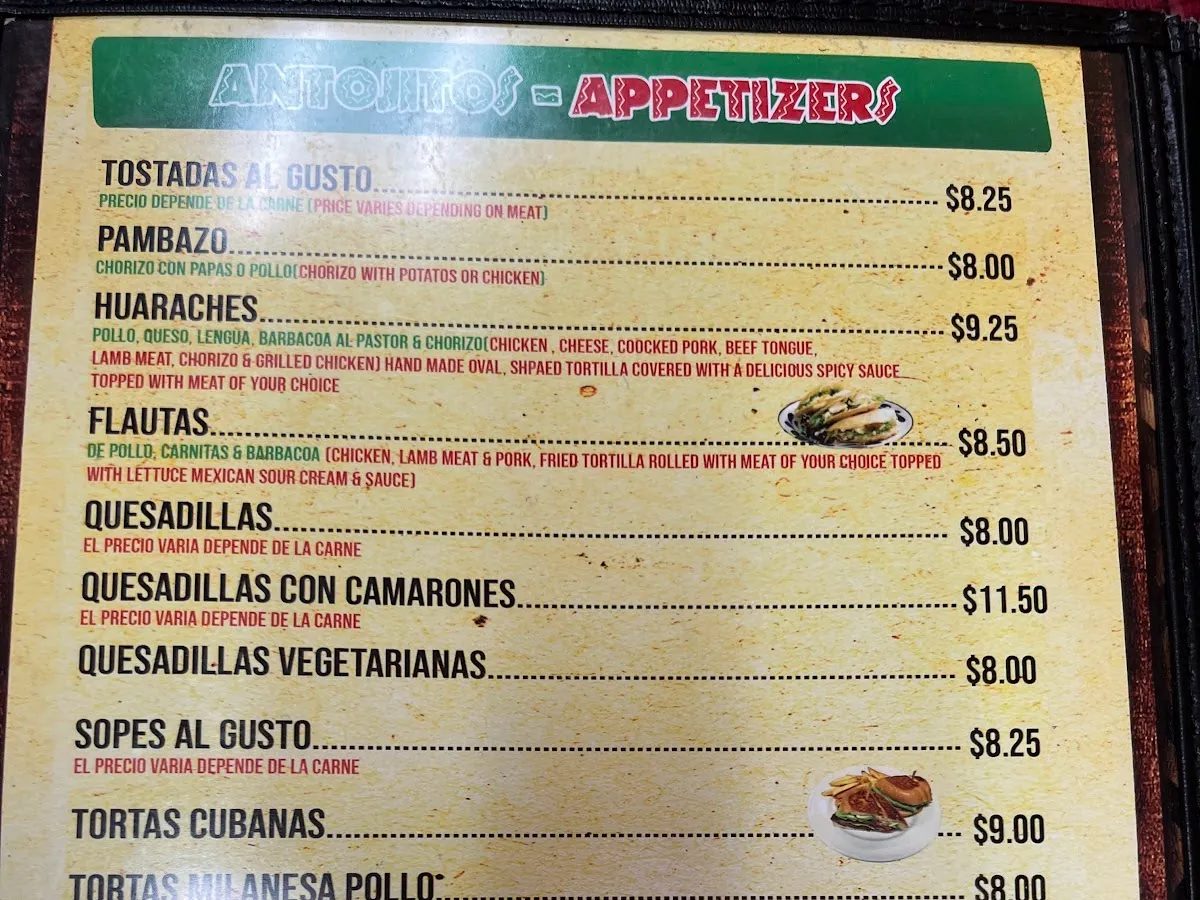 ANTOJITOS - APPETIZERS
TOSTADAS AL GUSTO........ $8.25
PRECIO DEPENDE DE LA CARNE (PRICE VARIES DEPENDING ON MEAT)
PAMBAZO........ $8.00
CHORIZO CON PAPAS O POLLO(CHORIZO WITH POTATOS OR CHICKEN)
HUARACHES........ $9.25
POLLO, QUESO, LENGUA, BARBACOA AL PASTOR & CHORIZO(CHICKEN , CHEESE, COOCKED PORK, BEEF TONGUE,
LAMB MEAT, CHORIZO & GRILLED CHICKEN) HAND MADE OVAL, SHPAED TORTILLA COVERED WITH A DELICIOUS SPICY SAUCE
TOPPED WITH MEAT OF YOUR CHOICE
FLAUTAS........ $8.50
DE POLLO, CARNITAS & BARBACOA (CHICKEN, LAMB MEAT & PORK, FRIED TORTILLA ROLLED WITH MEAT OF YOUR CHOICE TOPPED
WITH LETTUCE MEXICAN SOUR CREAM & SAUCE)
QUESADILLAS........ $8.00
EL PRECIO VARIA DEPENDE DE LA CARNE
QUESADILLAS CON CAMARONES........ $11.50
EL PRECIO VARIA DEPENDE DE LA CARNE
QUESADILLAS VEGETARIANAS........ $8.00
SOPES AL GUSTO........ $8.25
EL PRECIO VARIA DEPENDE DE LA CARNE
TORTAS CUBANAS........ $9.00
TORTAS MILANESA POLLO........ $8.00